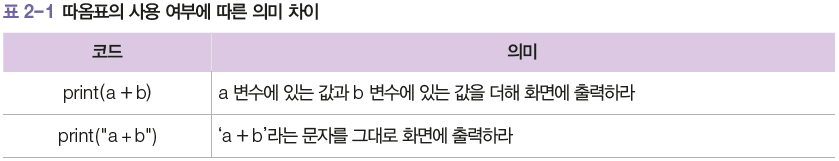 표 2-1 따옴표의 사용 여부에 따른 의미 차이
코드 의미
print(a + b) a 변수에 있는 값과 b 변수에 있는 값을 더해 화면에 출력하라
print("a + b") ‘a + b’라는 문자를 그대로 화면에 출력하라